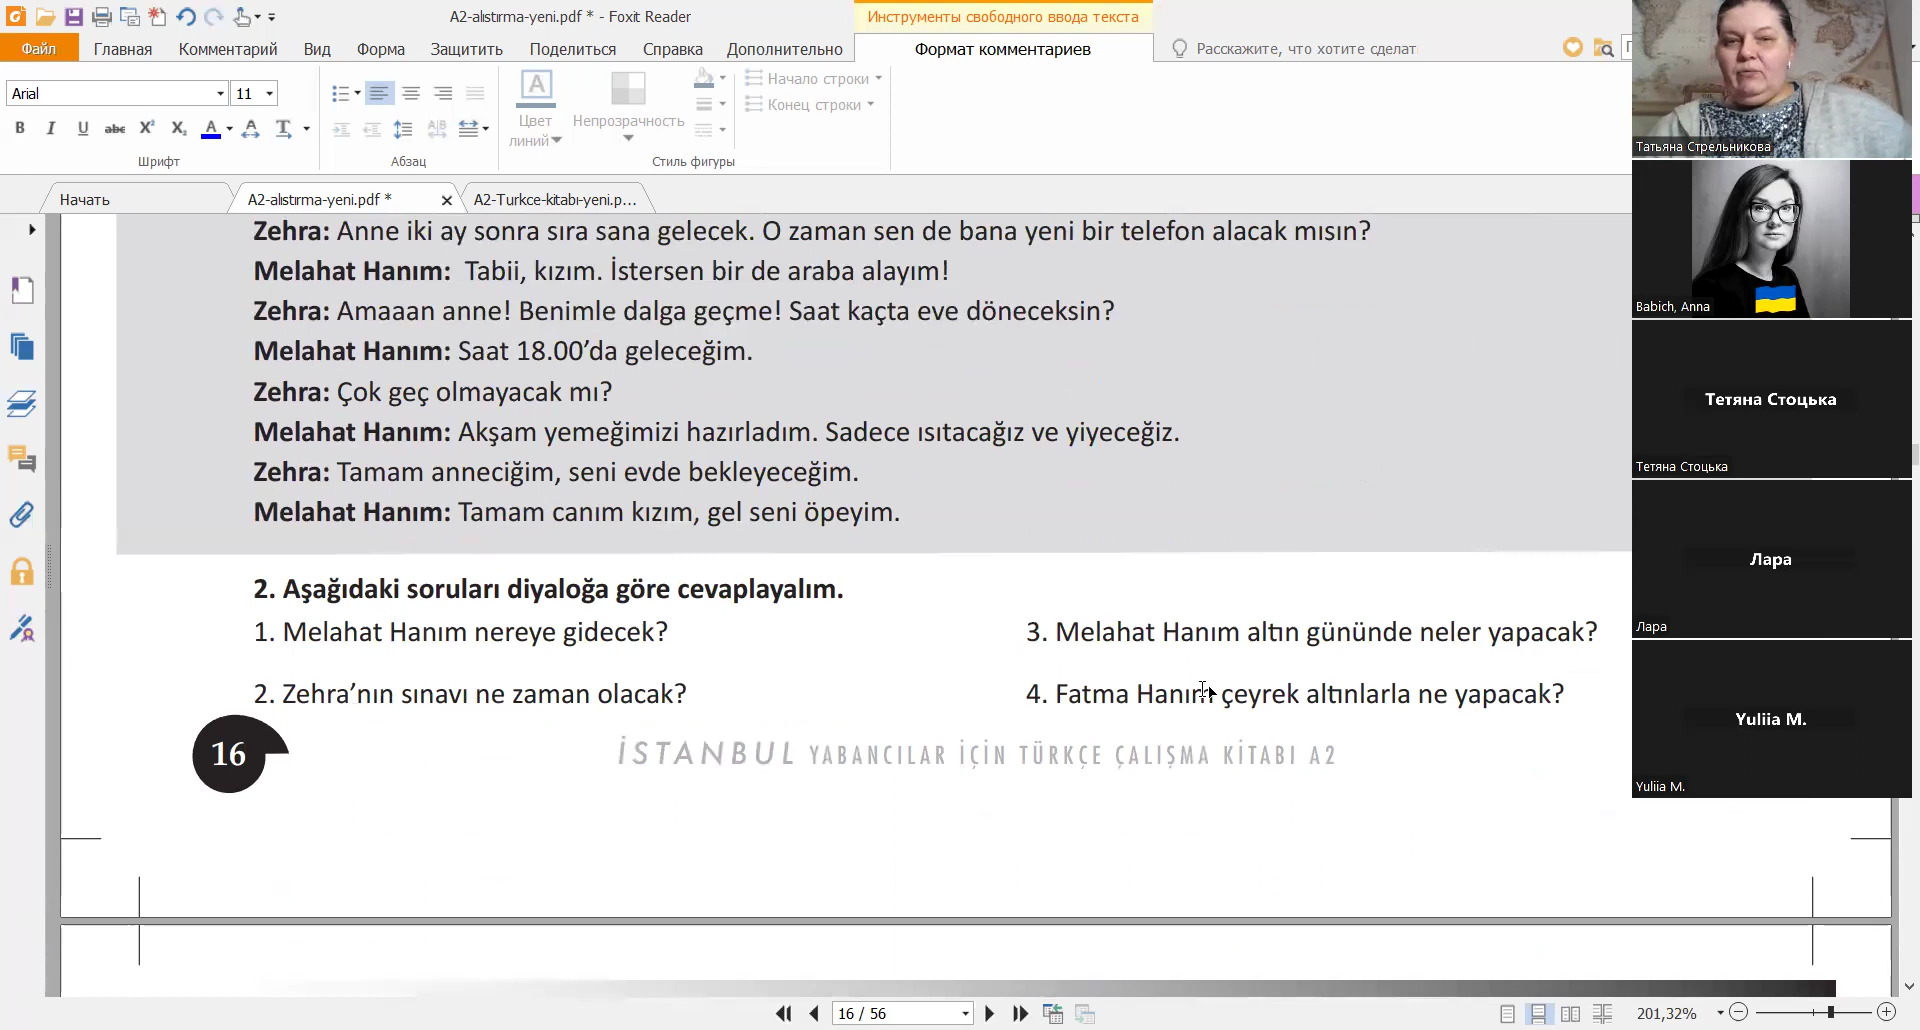 A2-alıstırma-yeni.pdf * - Foxit Reader
Инструменты свободного ввода текста
Файл Главная Комментарий Вид Форма Защитить Поделиться Справка Дополнительно Формат комментариев Расскажите, что хотите сделат
Arial 11
Начало строки
Конец строки
Цвет линий
Непрозрачность
Шрифт Абзац Стиль фигуры
Начать A2-alıstırma-yeni.pdf * A2-Turkce-kitabı-yeni.p...
Zehra: Anne iki ay sonra sıra sana gelecek. O zaman sen de bana yeni bir telefon alacak mısın?
Melahat Hanım: Tabii, kızım. İstersen bir de araba alayım!
Zehra: Amaaan anne! Benimle dalga geçme! Saat kaçta eve döneceksin?
Melahat Hanım: Saat 18.00’da geleceğim.
Zehra: Çok geç olmayacak mı?
Melahat Hanım: Akşam yemeğimizi hazırladım. Sadece ısıtacağız ve yiyeceğiz.
Zehra: Tamam anneciğim, seni evde bekleyeceğim.
Melahat Hanım: Tamam canım kızım, gel seni öpeyim.
2. Aşağıdaki soruları diyaloğa göre cevaplayalım.
1. Melahat Hanım nereye gidecek?
2. Zehra’nın sınavı ne zaman olacak?
3. Melahat Hanım altın gününde neler yapacak?
4. Fatma Hanım çeyrek altınlarla ne yapacak?
16
İSTANBUL YABANCILAR İÇİN TÜRKÇE ÇALIŞMA KİTABI A2
16 / 56
201,32%
Татьяна Стрельникова
Babich, Anna
Тетяна Стоцька
Тетяна Стоцька
Лара
Лара
Yuliia M.
Yuliia M.